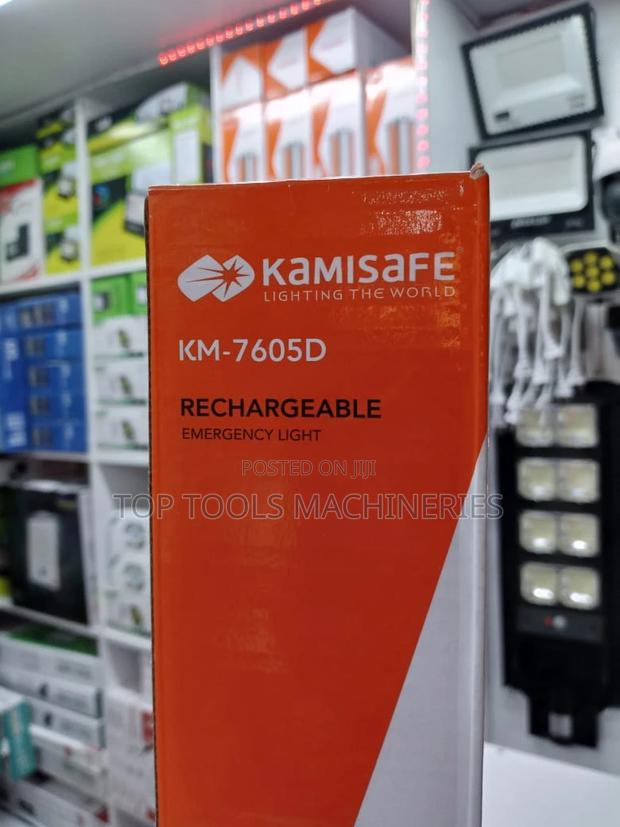 KAMISAFE
LIGHTING THE WORLD
KM-7605D
RECHARGEABLE
EMERGENCY LIGHT
POSTED ON JIJI
TOP TOOLS MACHINERIES